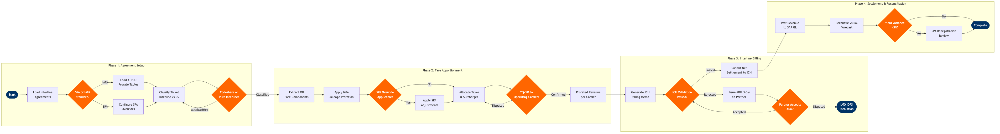 Phase 1: Agreement Setup
Start
Load Interline
Agreements
SPA or IATA
Standard?
IATA
SPA
Load ATPCO
Prorate Tables
Configure SPA
Overrides
Classify Ticket
Interline vs CS
Misclassified
Codeshare or
Pure Interline?
Classified
Phase 2: Fare Apportionment
Extract OD
Fare Components
Apply IATA
Mileage Proration
SPA Override
Applicable?
No
Yes
Apply SPA
Adjustments
Allocate Taxes
& Surcharges
Disputed
YQ/YR to
Operating Carrier?
Confirmed
Prorated Revenue
per Carrier
Phase 3: Interline Billing
Generate ICH
Billing Memo
ICH Validation
Passed?
Passed
Rejected
Submit Net
Settlement to ICH
Issue ADM/ACM
to Partner
Accepted
Partner Accepts
ADM?
Disputed
IATA IDFS
Escalation
Phase 4: Settlement & Reconciliation
Post Revenue
to SAP GL
Reconcile vs RM
Forecast
Yield Variance
>3%?
No
Yes
SPA Renegotiation
Review
Complete